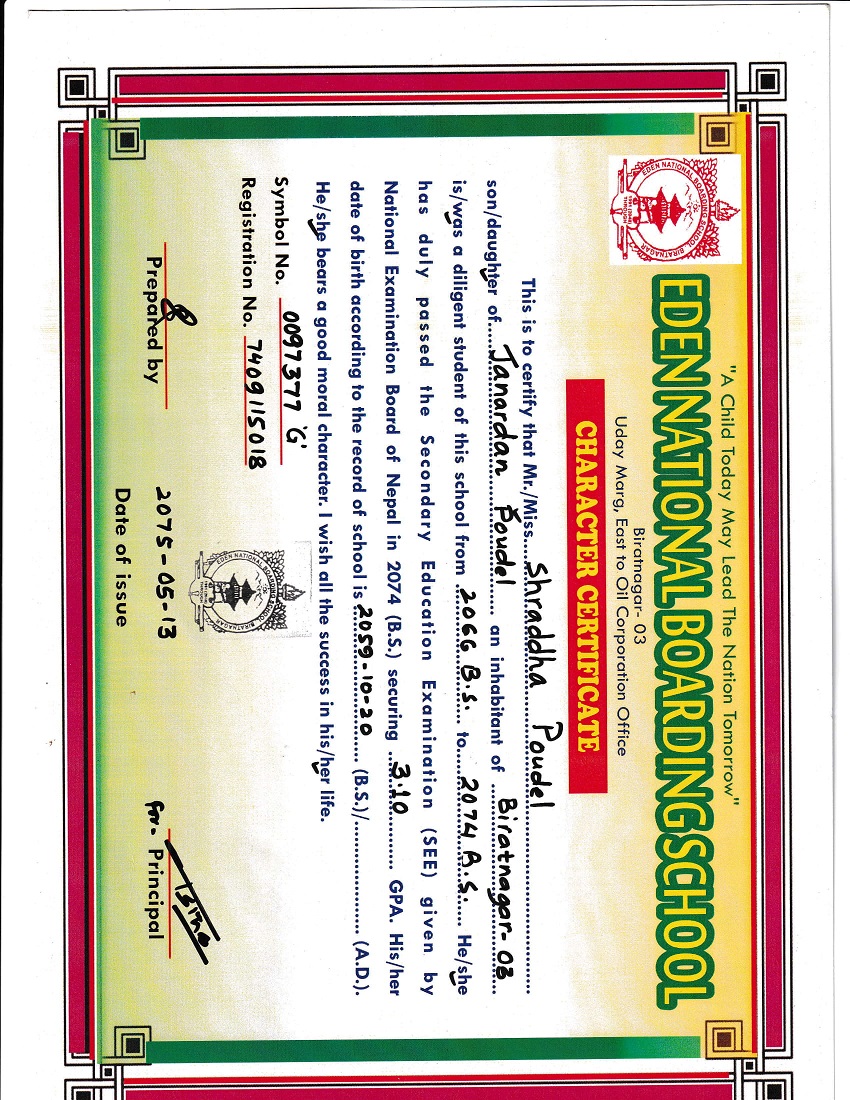 "A Child Today May Lead The Nation Tomorrow"
EDEN NATIONAL BOARDING SCHOOL
Biratnagar- 03
Uday Marg, East to Oil Corporation Office
CHARACTER CERTIFICATE
This is to certify that Mr./Miss. Shraddha Poudel
son/daughter of Janardan Poudel an inhabitant of Biratnagar-03
is/was a diligent student of this school from 2066 B.S. to 2074 B.S. He/she
has duly passed the Secondary Education Examination (SEE) given by
National Examination Board of Nepal in 2074 (B.S.) securing 3.10 GPA. His/her
date of birth according to the record of school is 2059-10-20 (B.S.)/ (A.D.).
He/she bears a good moral character. I wish all the success in his/her life.
Symbol No. 0097377 'G'
Registration No. 7409115018
EDEN NATIONAL BOARDING SCHOOL BIRATNAGAR
Prepared by
2075-05-13
Date of issue
for- Principal